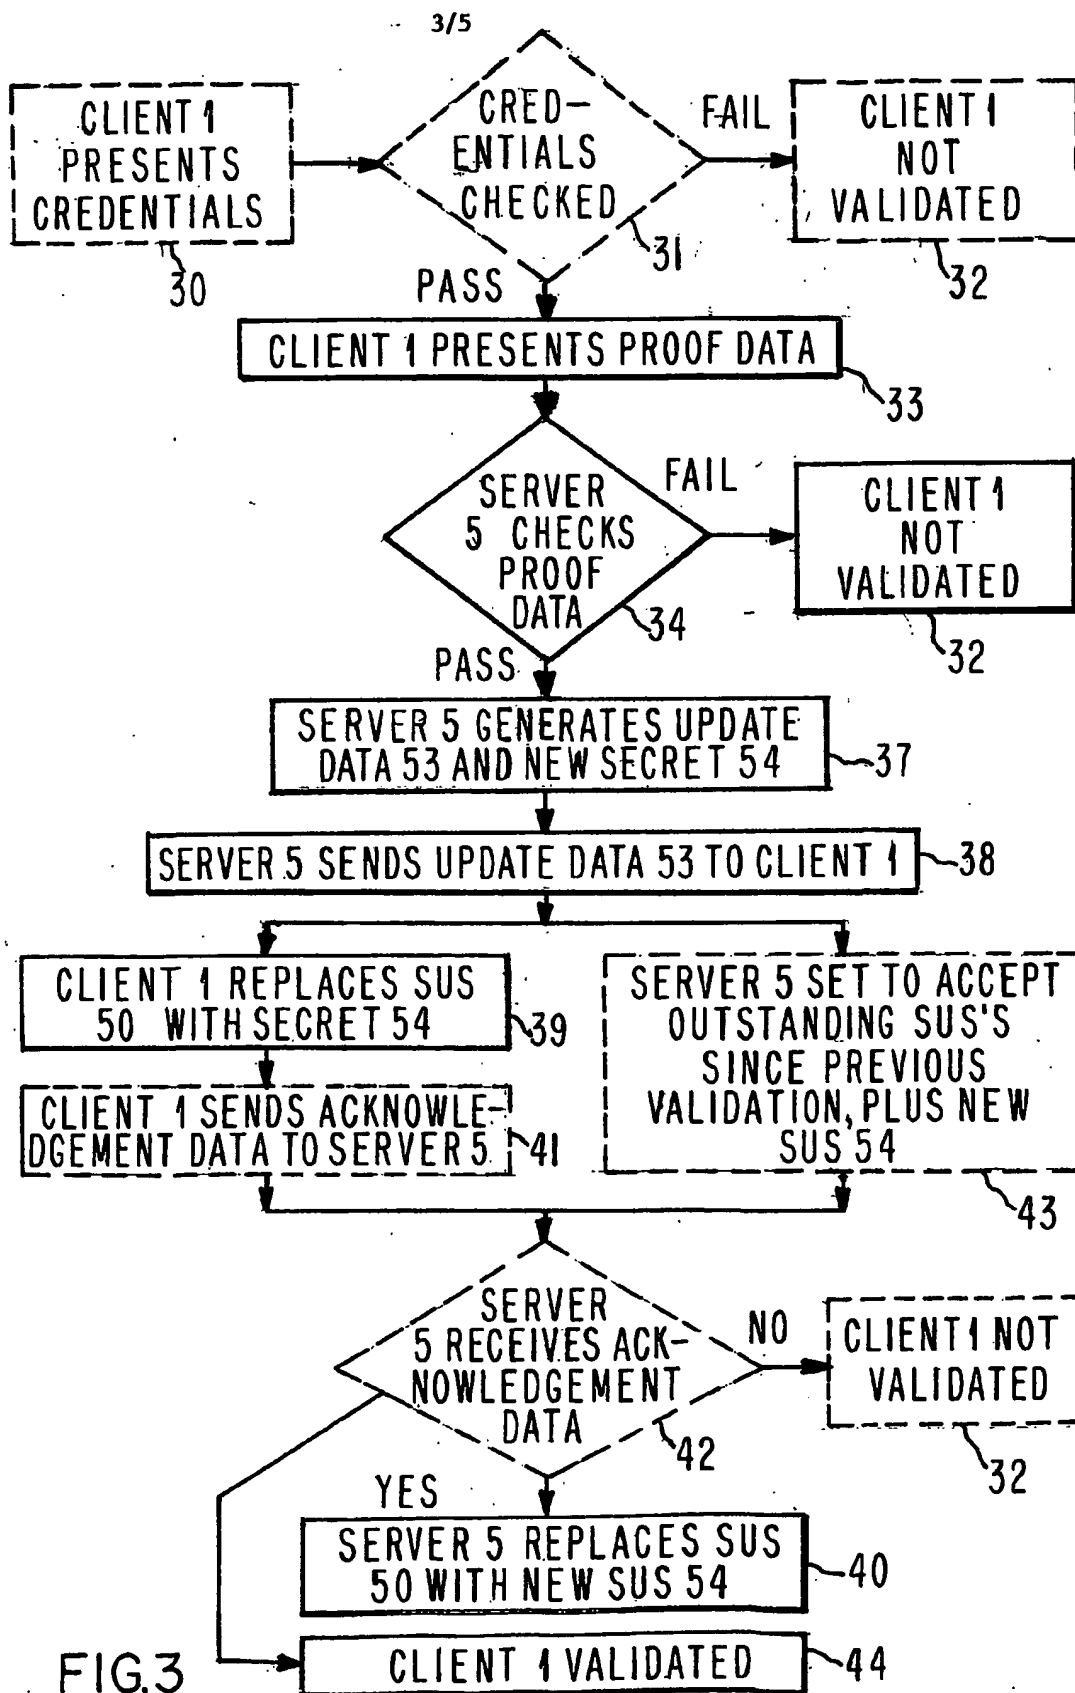 3/5
CLIENT 1
PRESENTS
CREDENTIALS
30
CRED-
ENTIALS
CHECKED
31
FAIL
CLIENT 1
NOT
VALIDATED
32
PASS
CLIENT 1 PRESENTS PROOF DATA
33
SERVER
5 CHECKS
PROOF
DATA
34
FAIL
CLIENT 1
NOT
VALIDATED
32
PASS
SERVER 5 GENERATES UPDATE
DATA 53 AND NEW SECRET 54
37
SERVER 5 SENDS UPDATE DATA 53 TO CLIENT 1
38
CLIENT 1 REPLACES SUS
50 WITH SECRET 54
39
CLIENT 1 SENDS ACKNOWLE-
DGEMENT DATA TO SERVER 5
41
SERVER 5 SET TO ACCEPT
OUTSTANDING SUS'S
SINCE PREVIOUS
VALIDATION, PLUS NEW
SUS 54
43
SERVER
5 RECEIVES ACK-
NOWLEDGEMENT
DATA
42
NO
CLIENT 1 NOT
VALIDATED
32
YES
SERVER 5 REPLACES SUS
50 WITH NEW SUS 54
40
CLIENT 1 VALIDATED
44
FIG.3